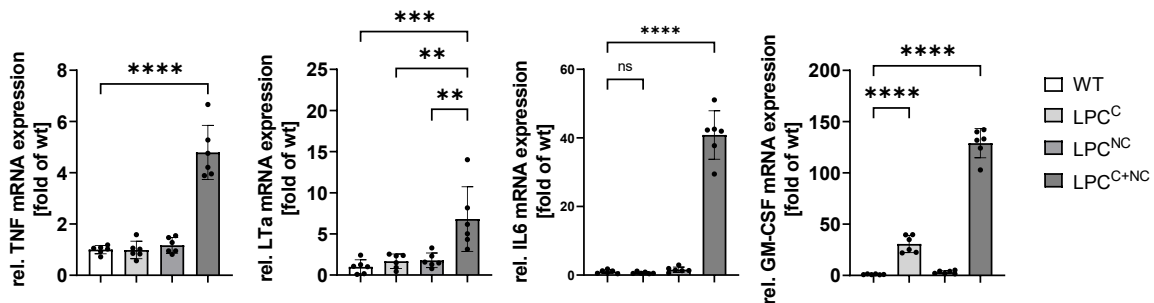 rel. TNF mRNA expression
[fold of wt]
8
6
4
2
0
****
rel. LTa mRNA expression
[fold of wt]
25
20
15
10
5
0
***
**
**
rel. IL6 mRNA expression
[fold of wt]
60
40
20
0
****
ns
rel. GM-CSF mRNA expression
[fold of wt]
200
150
100
50
0
****
****
WT
LPC^C
LPC^NC
LPC^C+NC